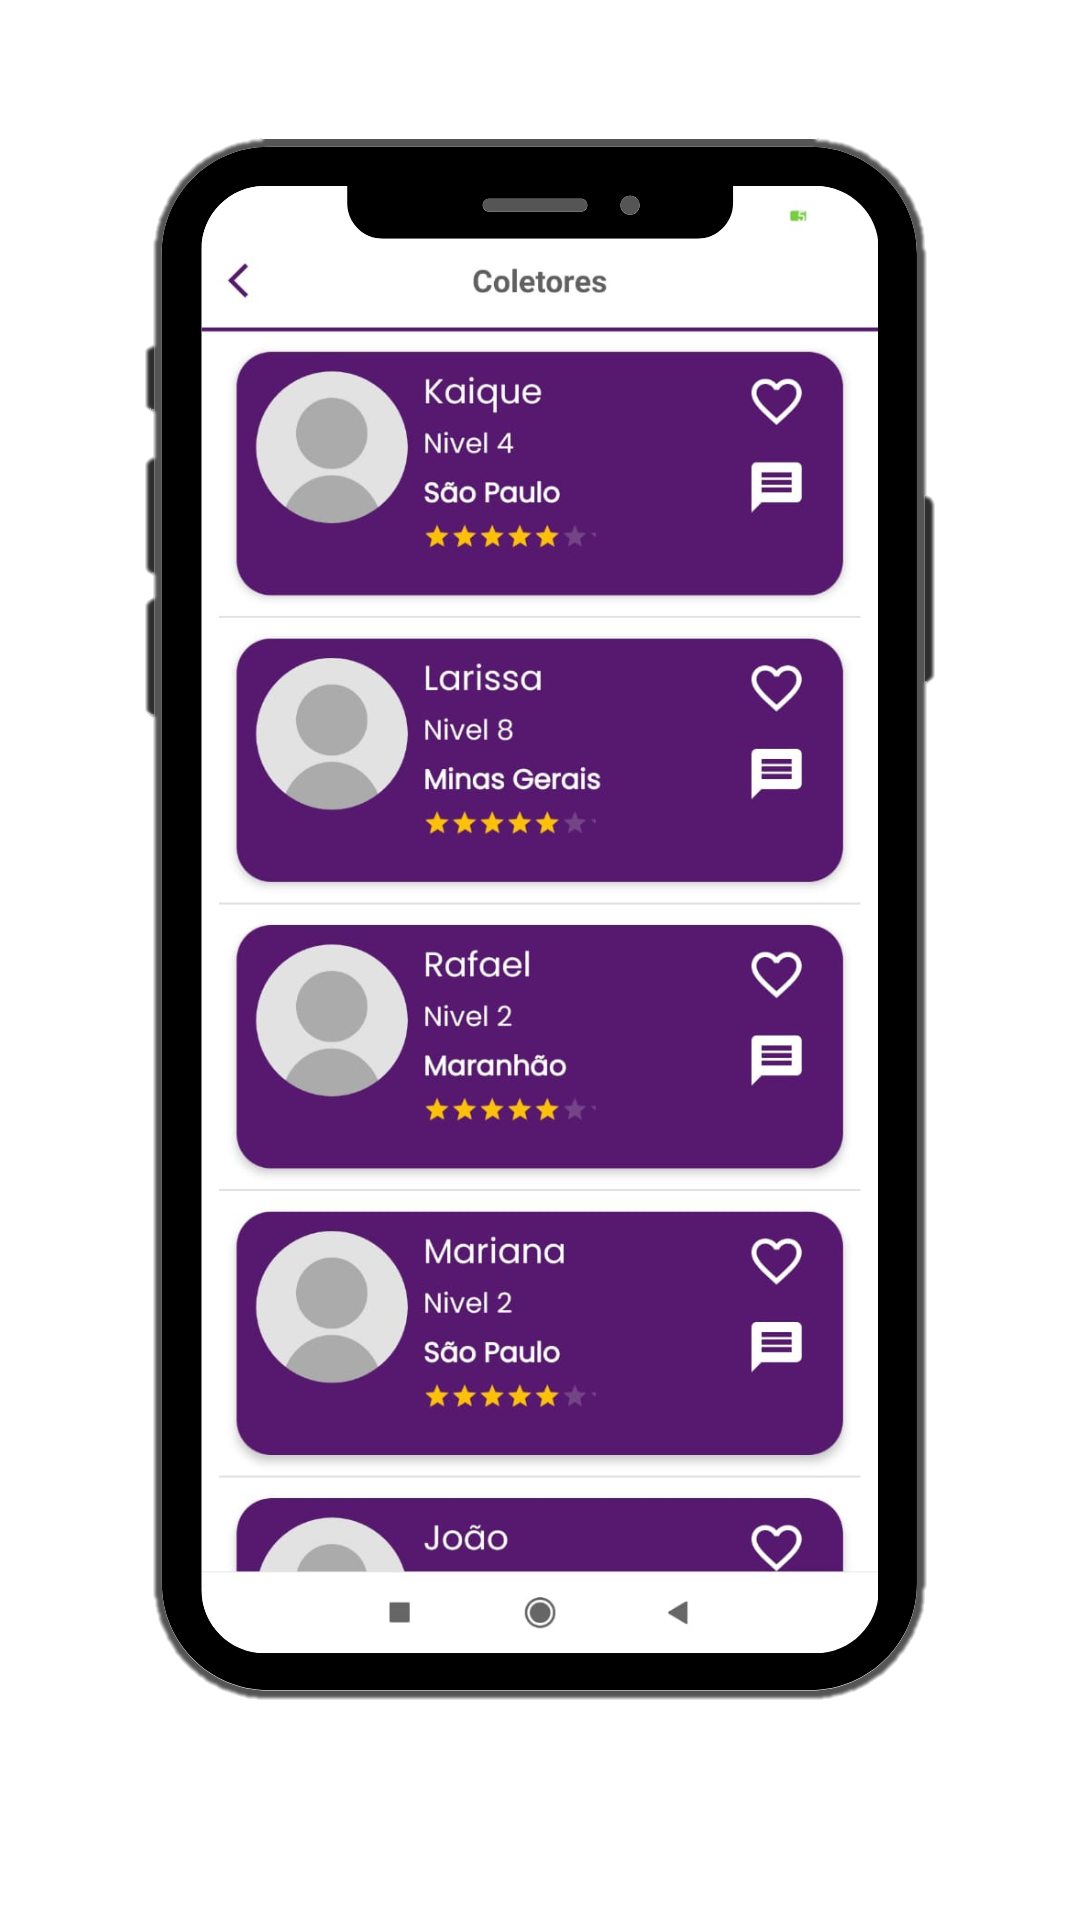 Coletores
Kaique
Nivel 4
São Paulo
Larissa
Nivel 8
Minas Gerais
Rafael
Nivel 2
Maranhão
Mariana
Nivel 2
São Paulo
João